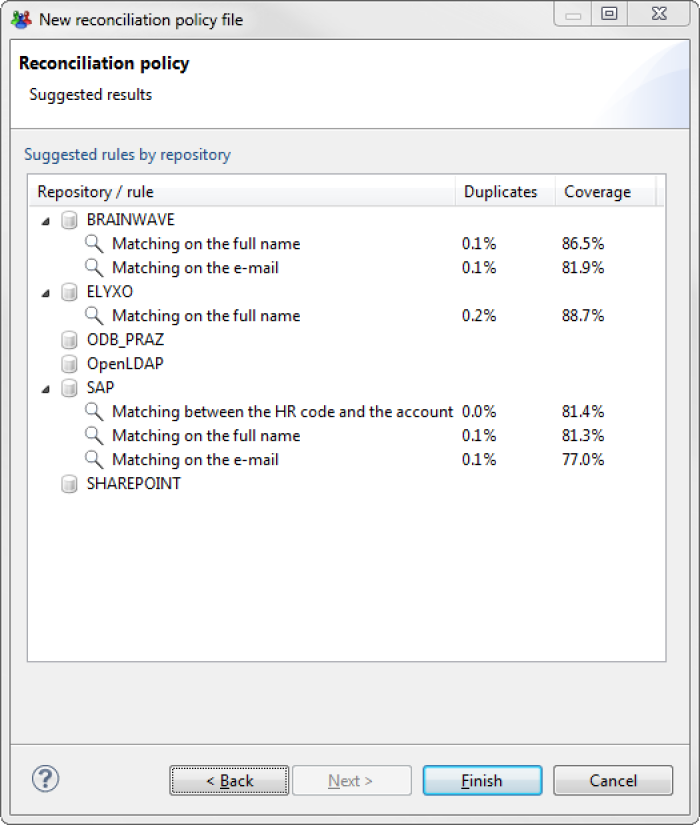 New reconciliation policy file
Reconciliation policy
Suggested results
Suggested rules by repository
Repository / rule Duplicates Coverage
BRAINWAVE
Matching on the full name 0.1% 86.5%
Matching on the e-mail 0.1% 81.9%
ELYXO
Matching on the full name 0.2% 88.7%
ODB_PRAZ
OpenLDAP
SAP
Matching between the HR code and the account 0.0% 81.4%
Matching on the full name 0.1% 81.3%
Matching on the e-mail 0.1% 77.0%
SHAREPOINT
? < Back Next > Finish Cancel